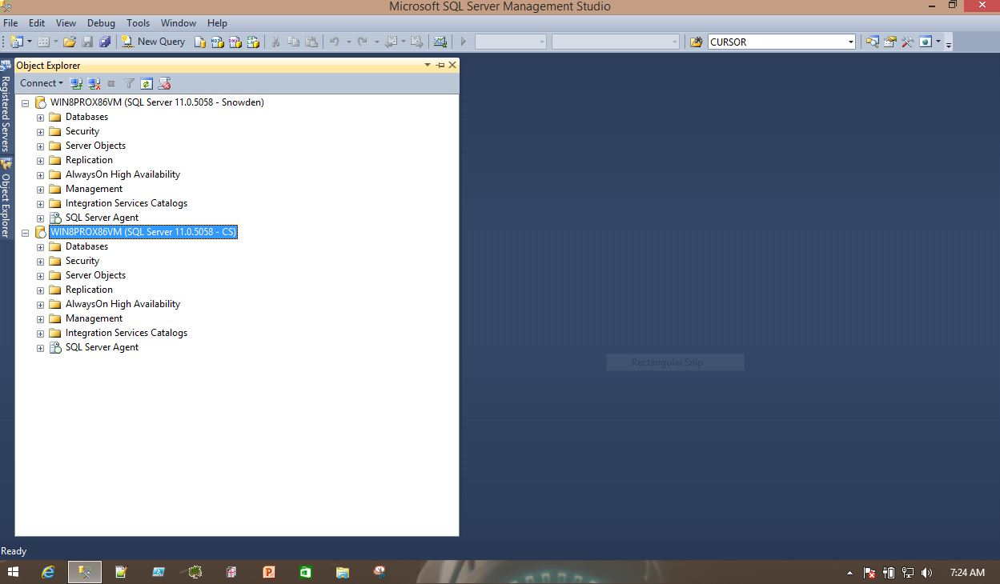 Microsoft SQL Server Management Studio
File Edit View Debug Tools Window Help
New Query CURSOR
Object Explorer
Connect
Registered Servers
Object Explorer
WIN8PROX86VM (SQL Server 11.0.5058 - Snowden)
Databases
Security
Server Objects
Replication
AlwaysOn High Availability
Management
Integration Services Catalogs
SQL Server Agent
WIN8PROX86VM (SQL Server 11.0.5058 - CS)
Databases
Security
Server Objects
Replication
AlwaysOn High Availability
Management
Integration Services Catalogs
SQL Server Agent
Rectangular Snip
Ready
7:24 AM